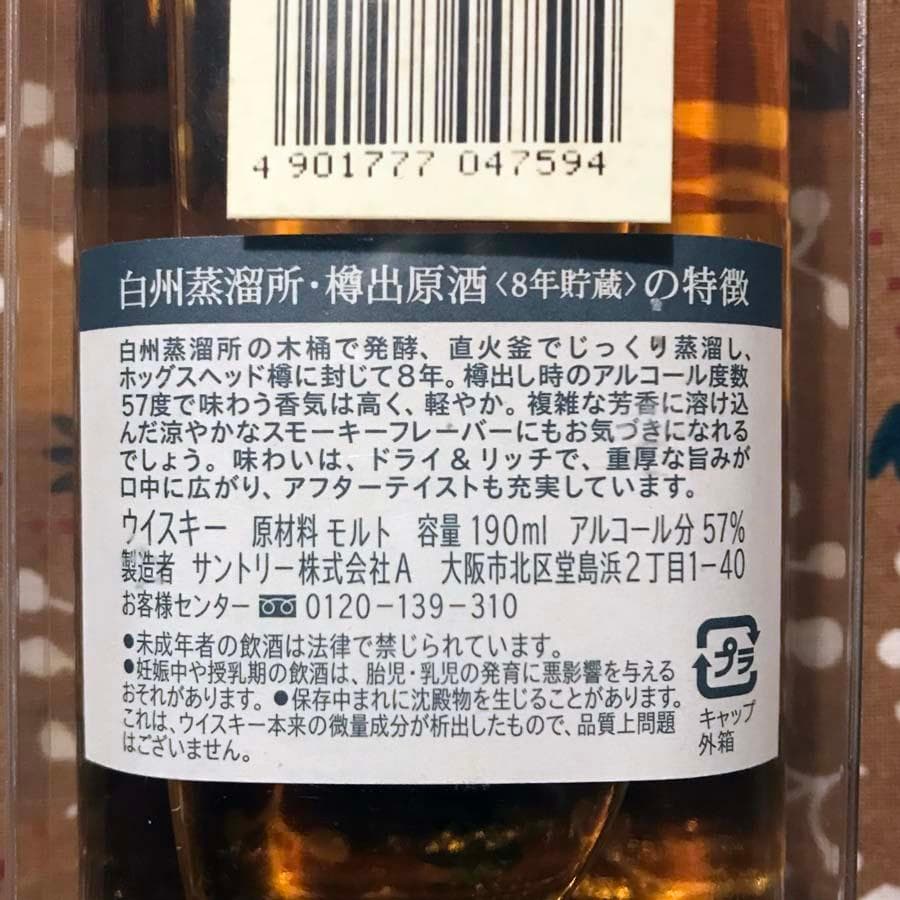 4 901777 047594
白州蒸溜所・樽出原酒〈8年貯蔵〉の特徴
白州蒸溜所の木桶で発酵、直火釜でじっくり蒸溜し、
ホッグスヘッド樽に封じて8年。樽出し時のアルコール度数
57度で味わう香気は高く、軽やか。複雑な芳香に溶け込
んだ涼やかなスモーキーフレーバーにもお気づきになれる
でしょう。味わいは、ドライ&リッチで、重厚な旨みが
口中に広がり、アフターテイストも充実しています。
ウイスキー 原材料 モルト 容量 190ml アルコール分 57%
製造者 サントリー株式会社A 大阪市北区堂島浜2丁目1-40
お客様センター 0120-139-310
●未成年者の飲酒は法律で禁じられています。
●妊娠中や授乳期の飲酒は、胎児・乳児の発育に悪影響を与える
おそれがあります。●保存中まれに沈殿物を生じることがあります。
これは、ウイスキー本来の微量成分が析出したもので、品質上問題
はございません。
プラ
キャップ
外箱